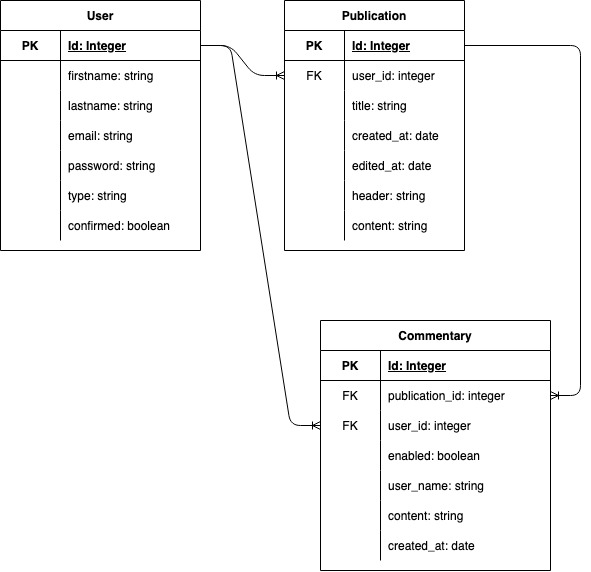 User
PK Id: Integer
firstname: string
lastname: string
email: string
password: string
type: string
confirmed: boolean
Publication
PK Id: Integer
FK user_id: integer
title: string
created_at: date
edited_at: date
header: string
content: string
Commentary
PK Id: Integer
FK publication_id: integer
FK user_id: integer
enabled: boolean
user_name: string
content: string
created_at: date